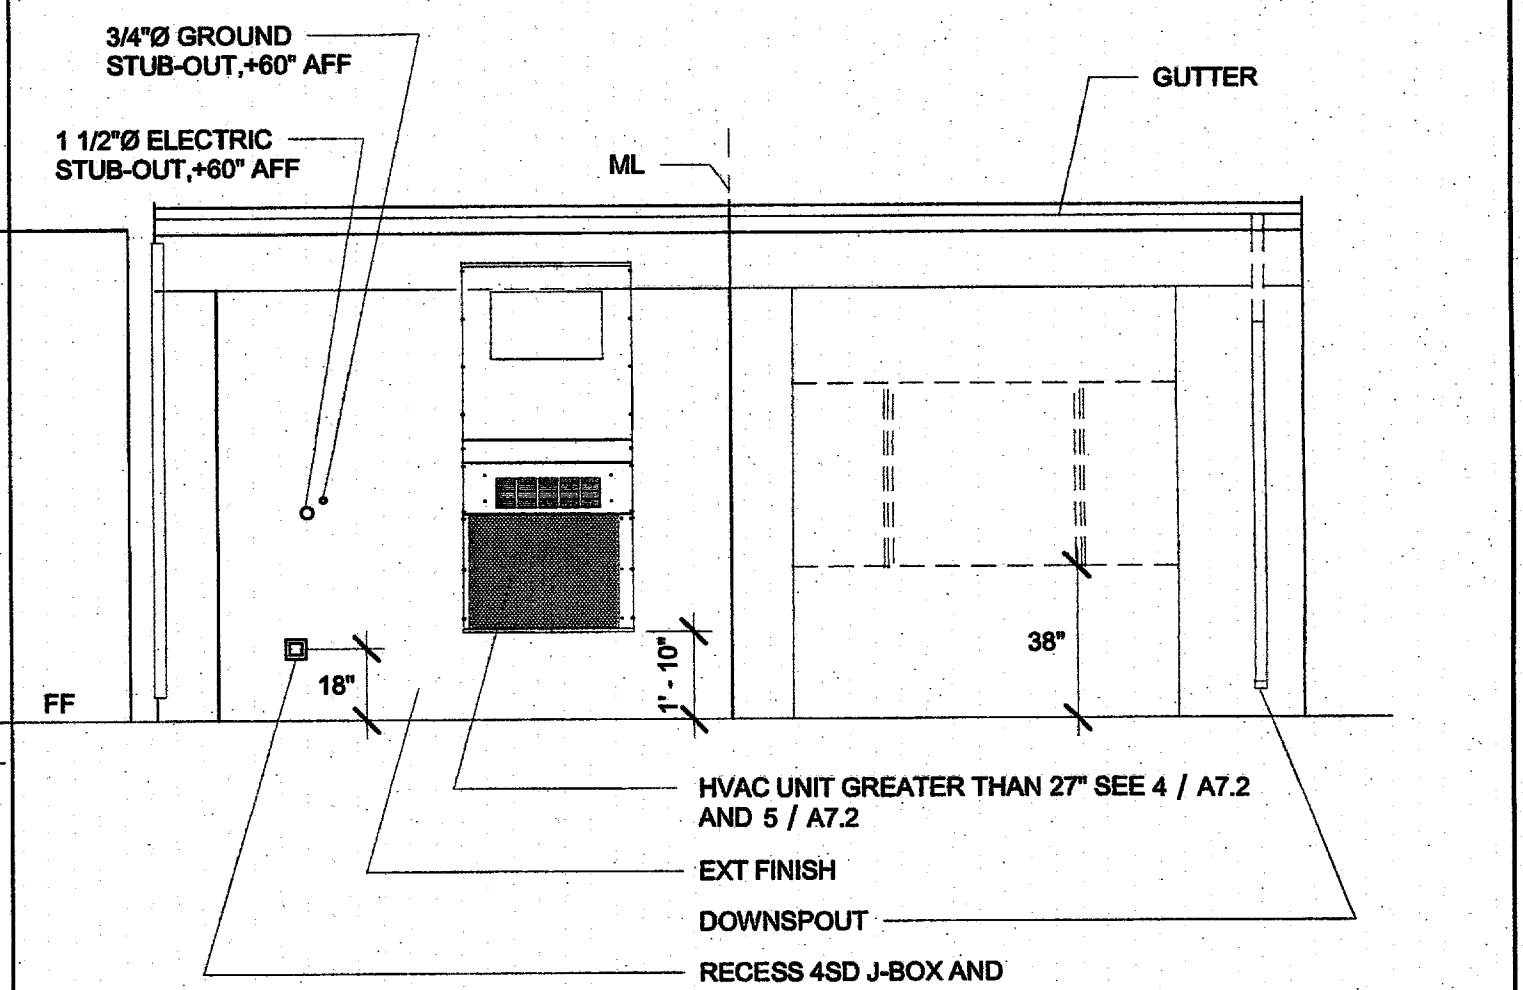 3/4"Ø GROUND
STUB-OUT,+60" AFF
GUTTER
1 1/2"Ø ELECTRIC
STUB-OUT,+60" AFF
ML
38"
1' - 10"
18"
FF
HVAC UNIT GREATER THAN 27" SEE 4 / A7.2
AND 5 / A7.2
EXT FINISH
DOWNSPOUT
RECESS 4SD J-BOX AND